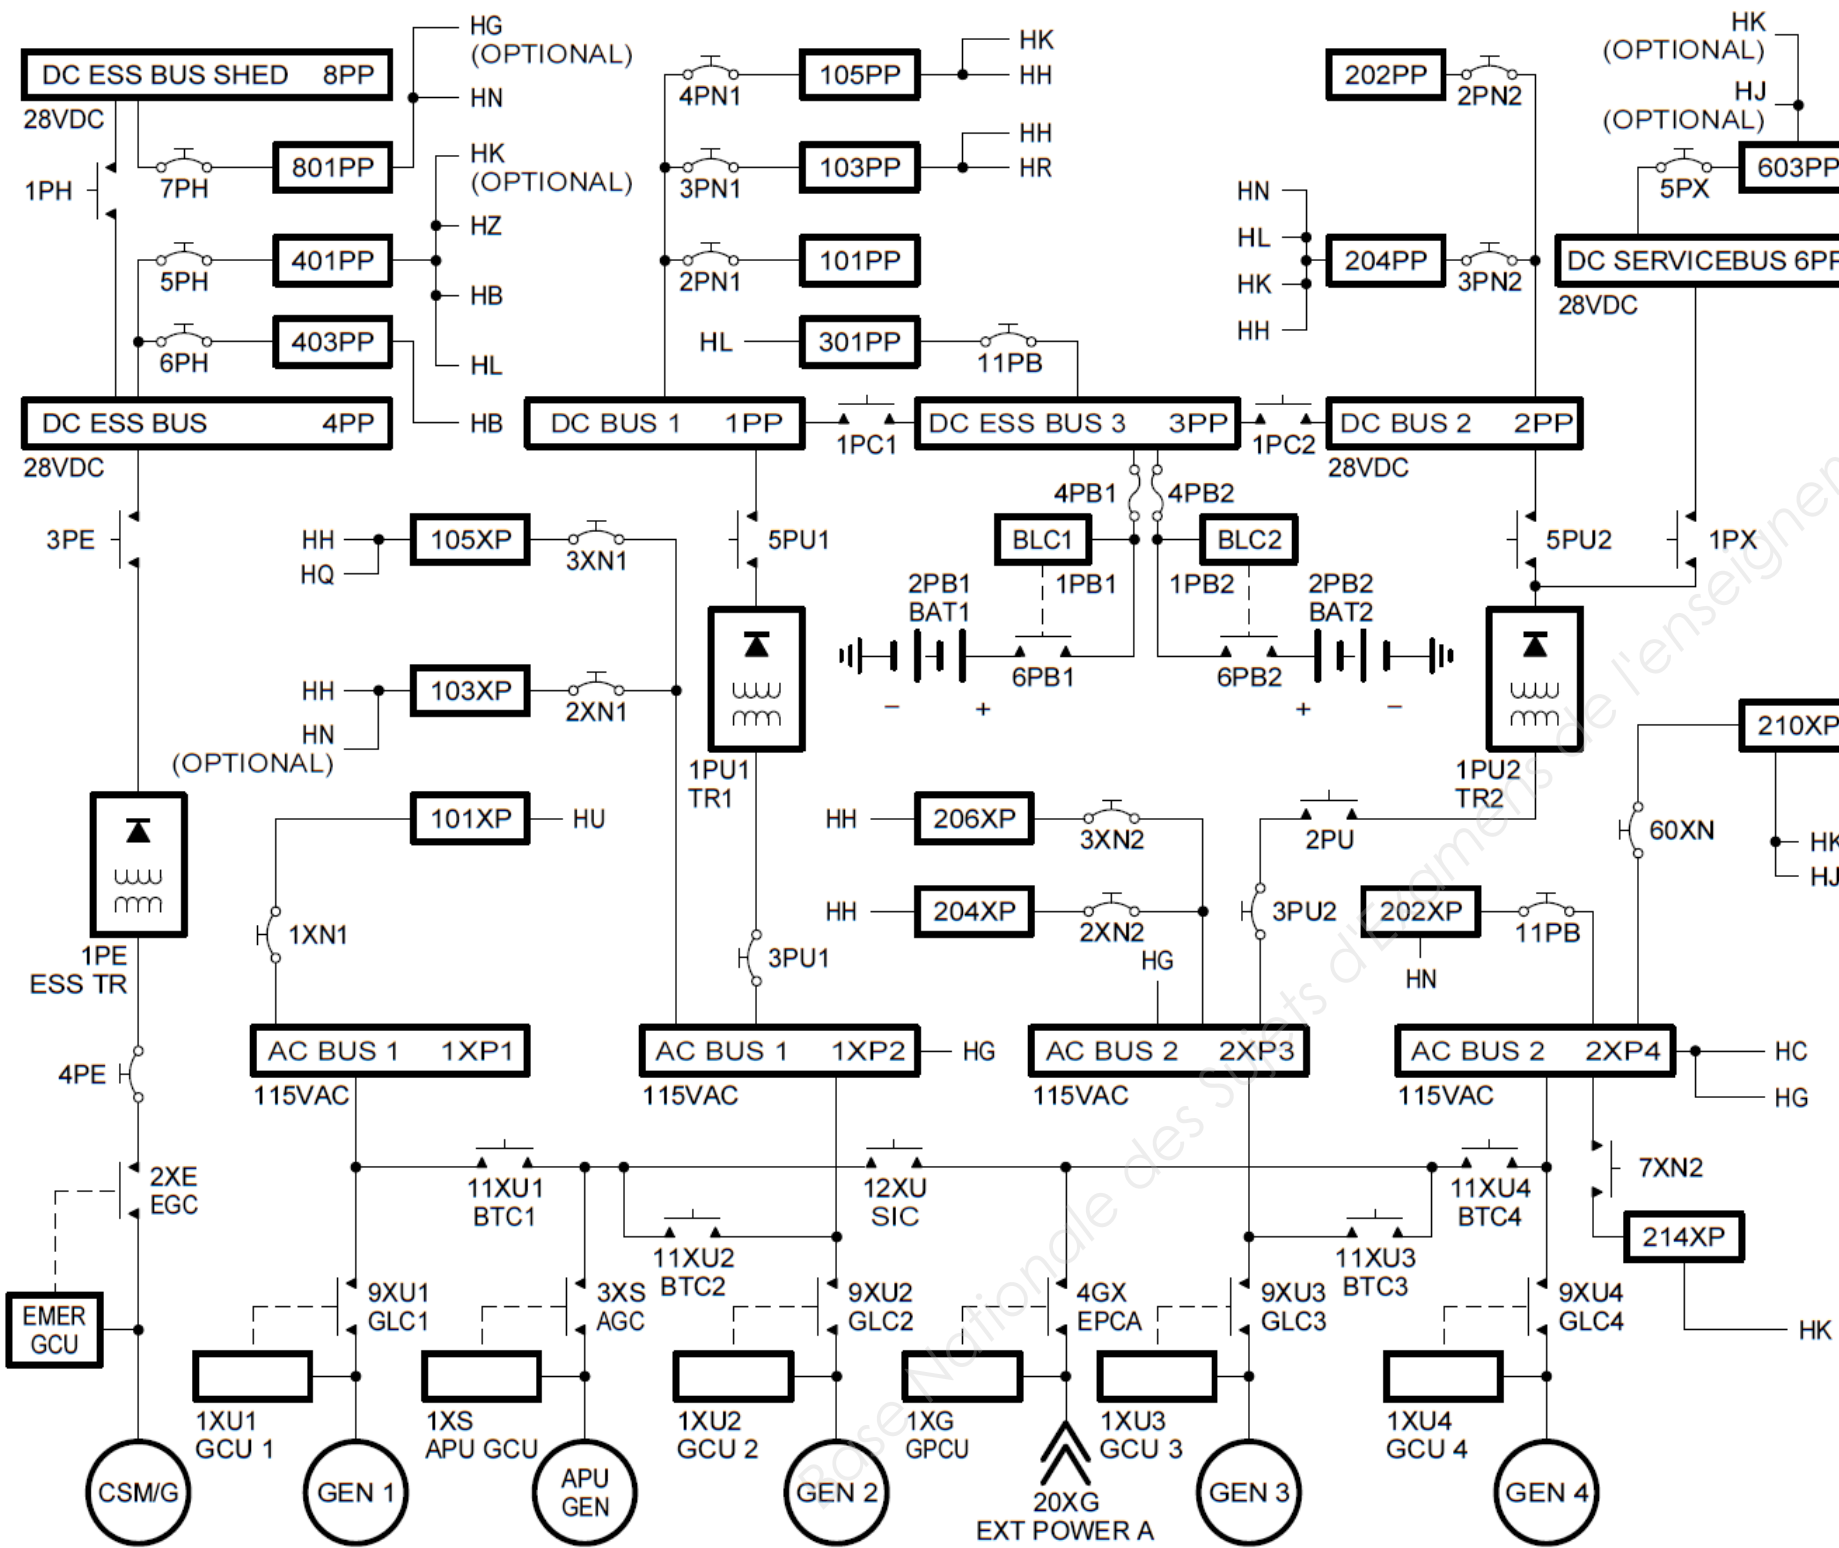 HG
(OPTIONAL)
HN
DC ESS BUS SHED 8PP
28VDC
1PH
7PH
801PP
HK
(OPTIONAL)
HZ
5PH
401PP
HB
6PH
403PP
HL
DC ESS BUS 4PP
HB
28VDC
4PN1
105PP
HK
HH
3PN1
103PP
HH
HR
2PN1
101PP
HL
301PP
11PB
DC BUS 1 1PP
1PC1
DC ESS BUS 3 3PP
1PC2
DC BUS 2 2PP
28VDC
202PP
2PN2
HN
HL
HK
HH
204PP
3PN2
HK
(OPTIONAL)
HJ
(OPTIONAL)
5PX
603PP
DC SERVICEBUS 6PP
28VDC
3PE
HH
HQ
105XP
3XN1
5PU1
4PB1
4PB2
BLC1
1PB1
BLC2
1PB2
2PB1
BAT1
2PB2
BAT2
6PB1
6PB2
−
+
+
−
5PU2
1PX
HH
HN
(OPTIONAL)
103XP
2XN1
1PU1
TR1
1PU2
TR2
210XP
60XN
HK
HJ
101XP
HU
1XN1
1PE
ESS TR
3PU1
HH
206XP
3XN2
HH
204XP
2XN2
HG
2PU
3PU2
202XP
11PB
HN
4PE
AC BUS 1 1XP1
115VAC
AC BUS 1 1XP2
HG
115VAC
AC BUS 2 2XP3
115VAC
AC BUS 2 2XP4
115VAC
HC
HG
2XE
EGC
11XU1
BTC1
11XU2
BTC2
12XU
SIC
11XU3
BTC3
11XU4
BTC4
7XN2
214XP
HK
EMER
GCU
9XU1
GLC1
3XS
AGC
9XU2
GLC2
4GX
EPCA
9XU3
GLC3
9XU4
GLC4
1XU1
GCU 1
1XS
APU GCU
1XU2
GCU 2
1XG
GPCU
1XU3
GCU 3
1XU4
GCU 4
CSM/G
GEN 1
APU
GEN
GEN 2
20XG
EXT POWER A
GEN 3
GEN 4
Base Nationale des Sujets d'Examens de l'enseignem